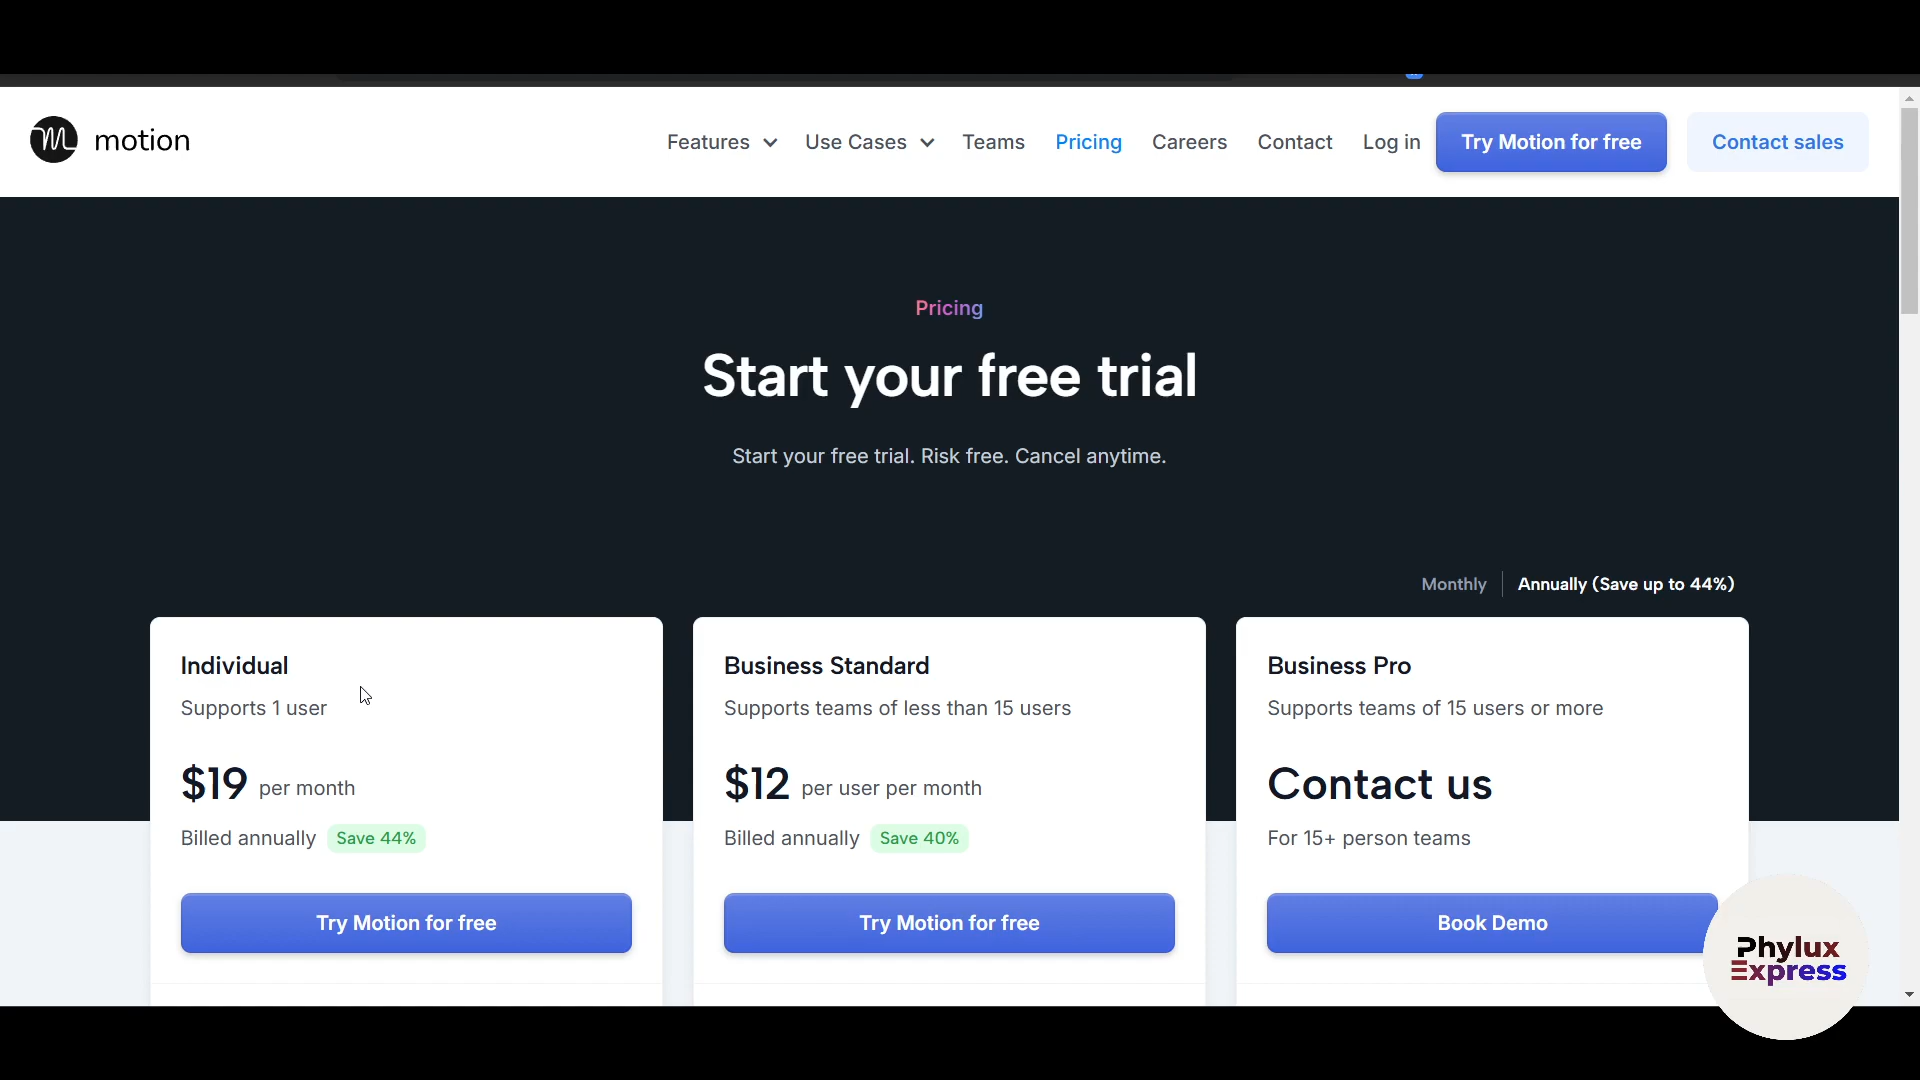 motion
Features
Use Cases
Teams
Pricing
Careers
Contact
Log in
Try Motion for free
Contact sales
Pricing
Start your free trial
Start your free trial. Risk free. Cancel anytime.
Monthly
Annually (Save up to 44%)
Individual
Supports 1 user
$19 per month
Billed annually Save 44%
Try Motion for free
Business Standard
Supports teams of less than 15 users
$12 per user per month
Billed annually Save 40%
Try Motion for free
Business Pro
Supports teams of 15 users or more
Contact us
For 15+ person teams
Book Demo
Phylux
Express